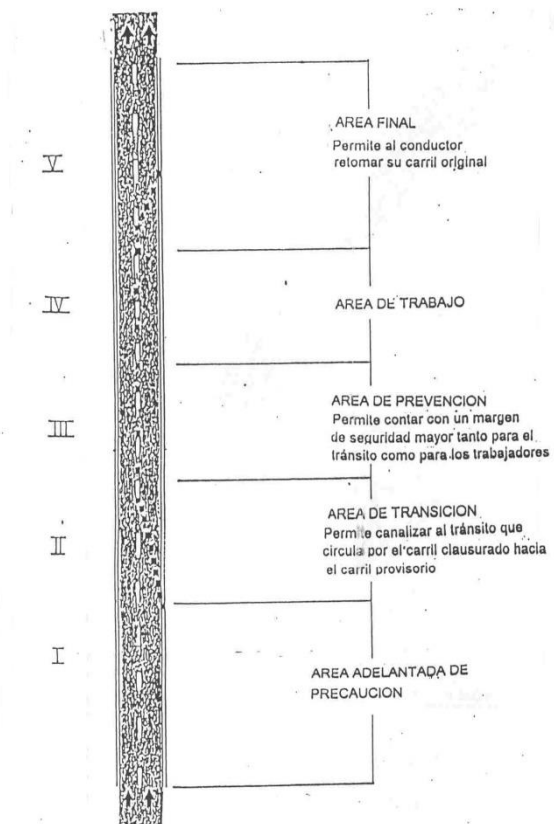 V
AREA FINAL
Permite al conductor
retomar su carril original
IV
AREA DE TRABAJO
III
AREA DE PREVENCION
Permite contar con un margen
de seguridad mayor tanto para el
tránsito como para los trabajadores
II
AREA DE TRANSICION
Permite canalizar al tránsito que
circula por el carril clausurado hacia
el carril provisorio
I
AREA ADELANTADA DE
PRECAUCION